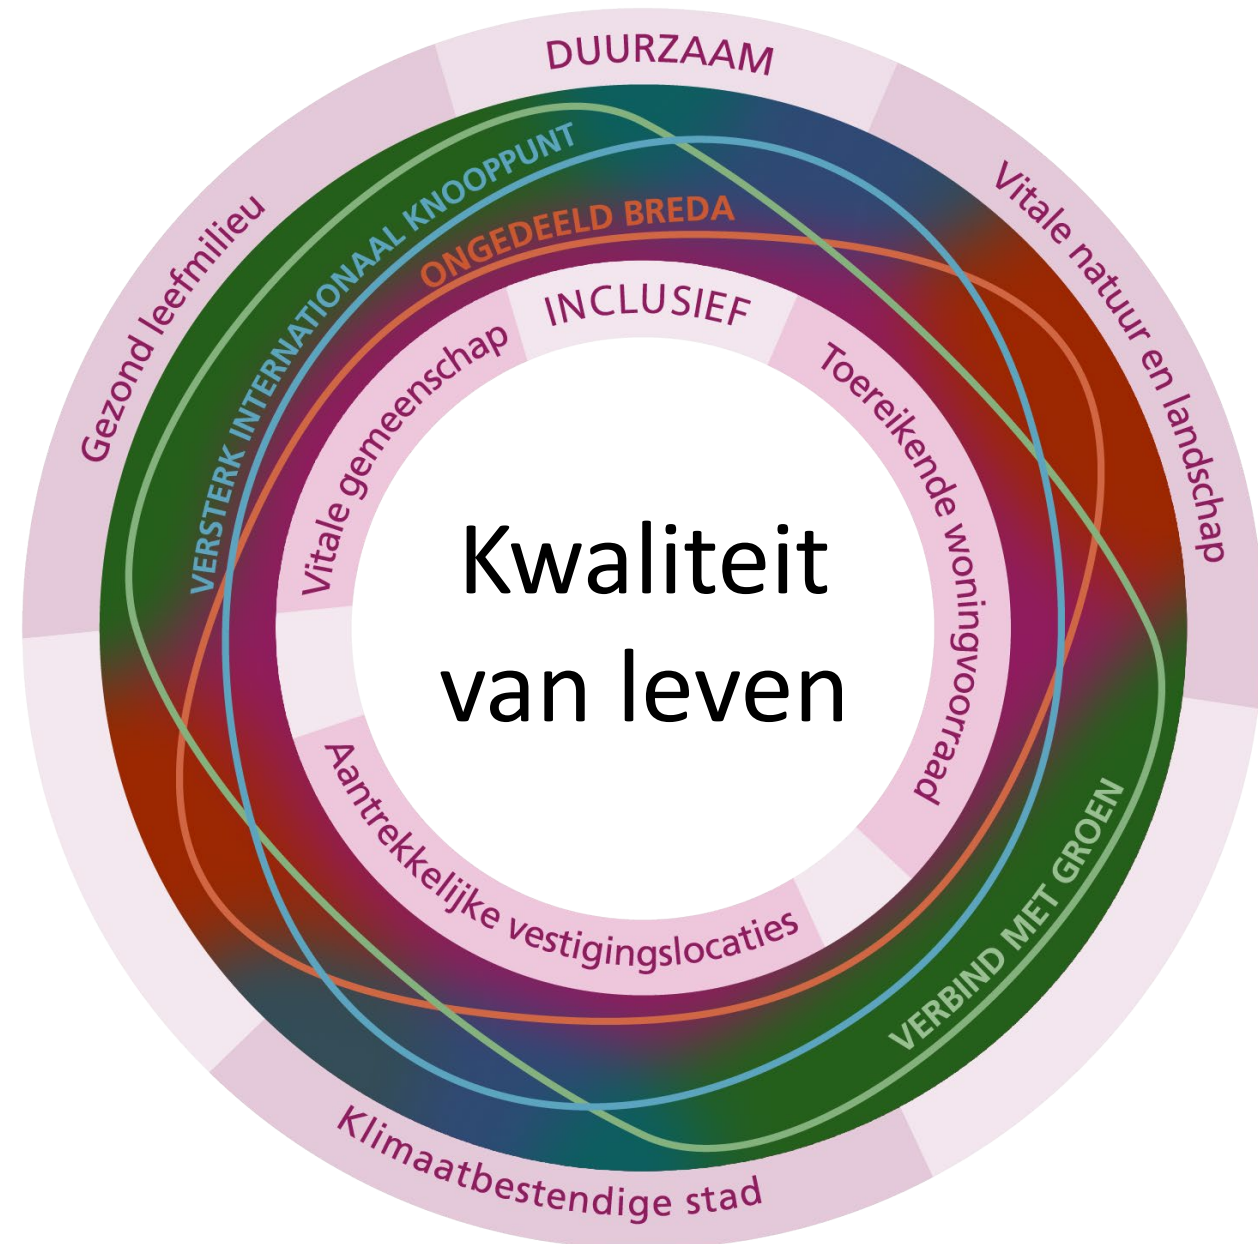 DUURZAAM
Gezond leefmilieu
Vitale natuur en landschap
Klimaatbestendige stad
VERSTERK INTERNATIONAAL KNOOPPUNT
ONGEDEELD BREDA
VERBIND MET GROEN
INCLUSIEF
Vitale gemeenschap
Toereikende woningvoorraad
Aantrekkelijke vestigingslocaties
Kwaliteit
van leven